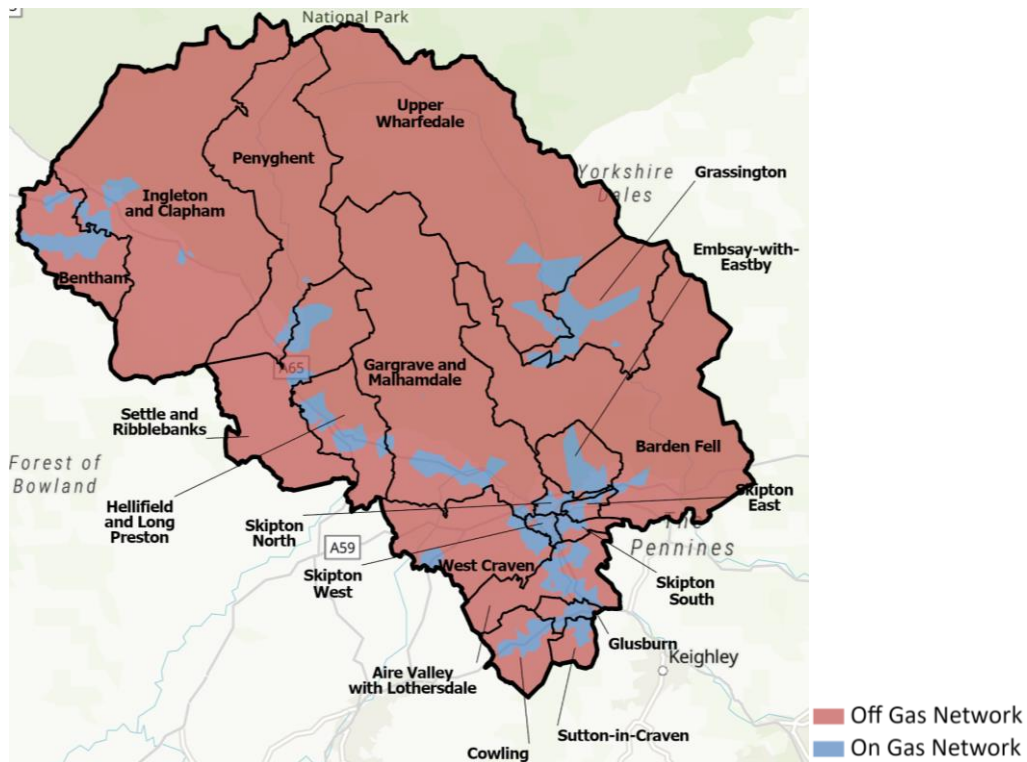 National Park
Upper
Wharfedale
Penyghent
Yorkshire
Dales
Grassington
Ingleton
and Clapham
Embsay-with-
Eastby
Bentham
A65
Gargrave and
Malhamdale
Settle and
Ribblebanks
Barden Fell
Forest of
Bowland
Hellifield
and Long
Preston
Skipton
East
Skipton
North
The
Pennines
A59
West Craven
Skipton
West
Skipton
South
Glusburn
Keighley
Aire Valley
with Lothersdale
Sutton-in-Craven
Cowling
Off Gas Network
On Gas Network